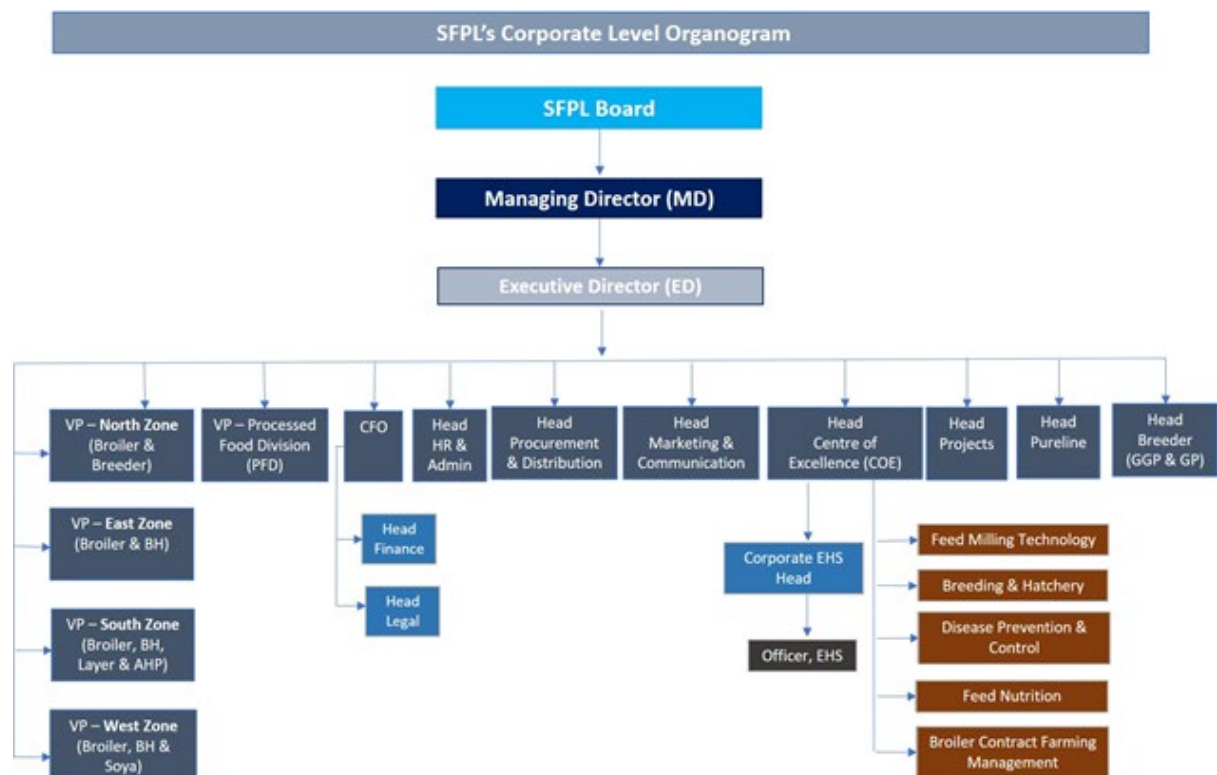 SFPL's Corporate Level Organogram
SFPL Board
Managing Director (MD)
Executive Director (ED)
VP – North Zone
(Broiler &
Breeder)
VP – Processed
Food Division
(PFD)
CFO
Head
HR &
Admin
Head
Procurement
& Distribution
Head
Marketing &
Communication
Head
Centre of
Excellence (COE)
Head
Projects
Head
Pureline
Head
Breeder
(GGP & GP)
VP – East Zone
(Broiler & BH)
VP – South Zone
(Broiler, BH,
Layer & AHP)
VP – West Zone
(Broiler, BH &
Soya)
Head
Finance
Head
Legal
Corporate EHS
Head
Officer, EHS
Feed Milling Technology
Breeding & Hatchery
Disease Prevention &
Control
Feed Nutrition
Broiler Contract Farming
Management